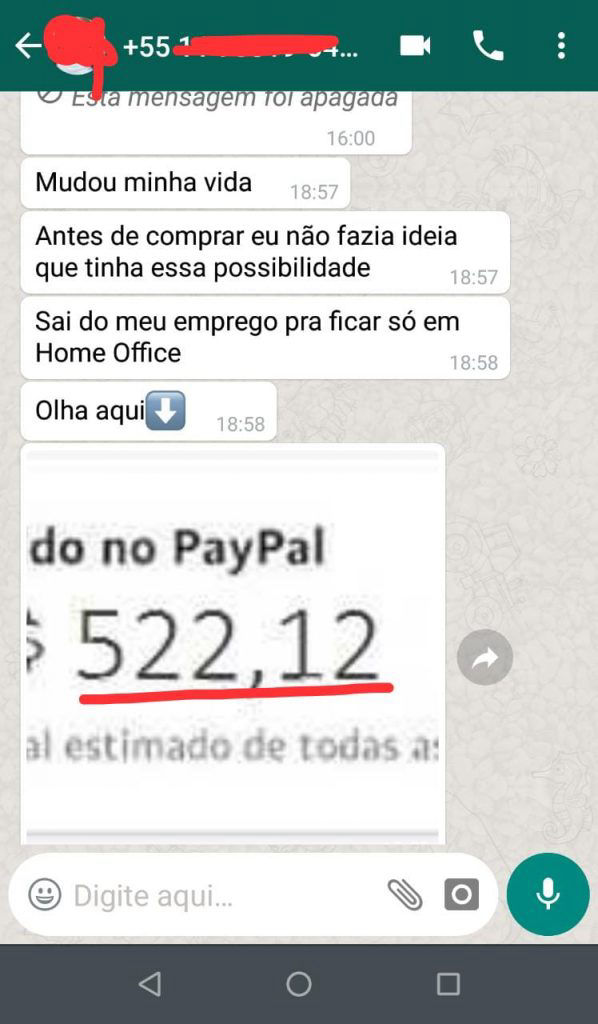 +55
Esta mensagem foi apagada
16:00
Mudou minha vida
18:57
Antes de comprar eu não fazia ideia
que tinha essa possibilidade
18:57
Sai do meu emprego pra ficar só em
Home Office
18:58
Olha aqui⬇️
18:58
do no PayPal
$ 522,12
al estimado de todas as
Digite aqui...